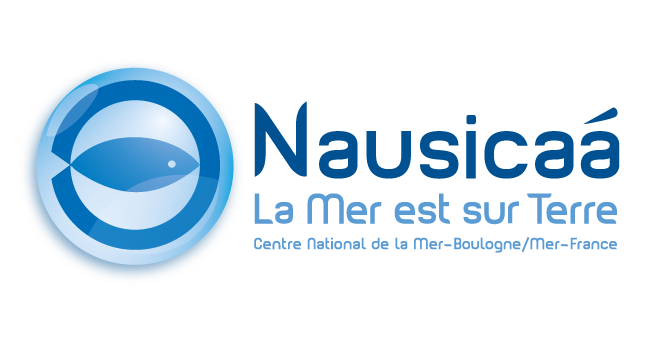 Nausicaá
La Mer est sur Terre
Centre National de la Mer-Boulogne/Mer-France